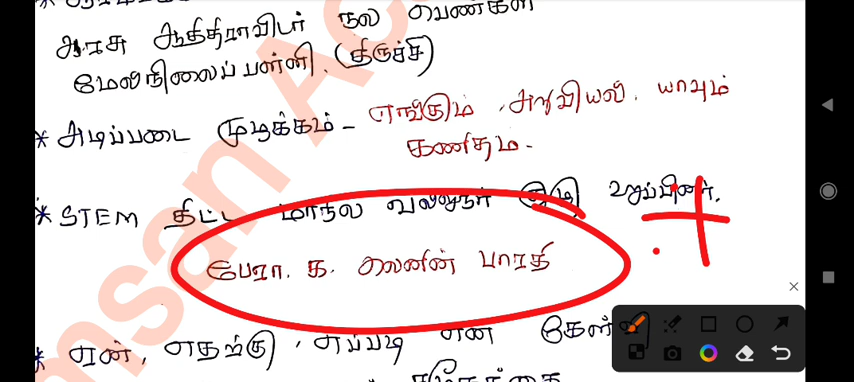 அரசு ஆதிதிராவிடர் நல பெண்கள்
மேல்நிலைப்பள்ளி. (திருச்சி)
* அடிப்படை முழக்கம் - எங்கும் அறிவியல். யாவும்
கணிதம்.
* STEM திட்ட மாநில வல்லுநர் குழு உறுப்பினர்.
பேரா. க. லெனின் பாரதி
* ஏன், எதற்கு, எப்படி என